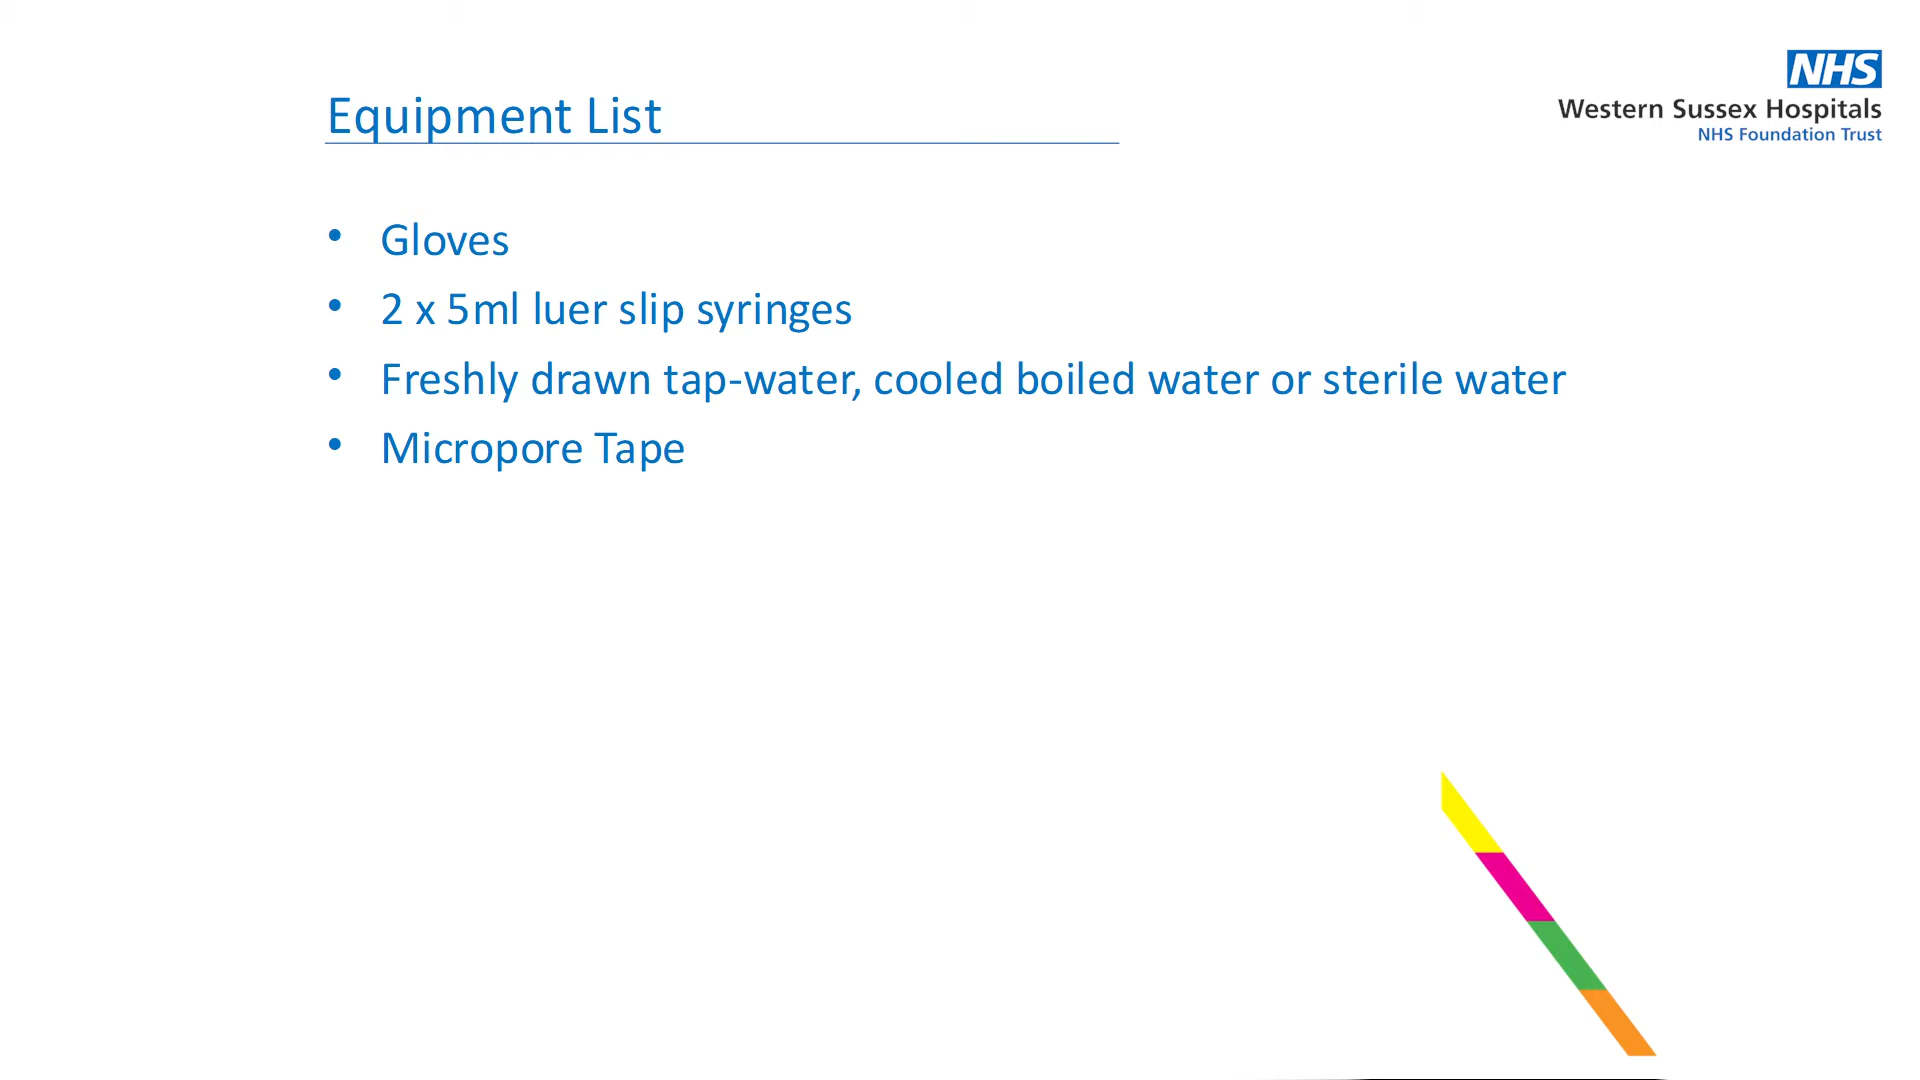 Equipment List
NHS
Western Sussex Hospitals
NHS Foundation Trust
• Gloves
• 2 x 5ml luer slip syringes
• Freshly drawn tap-water, cooled boiled water or sterile water
• Micropore Tape